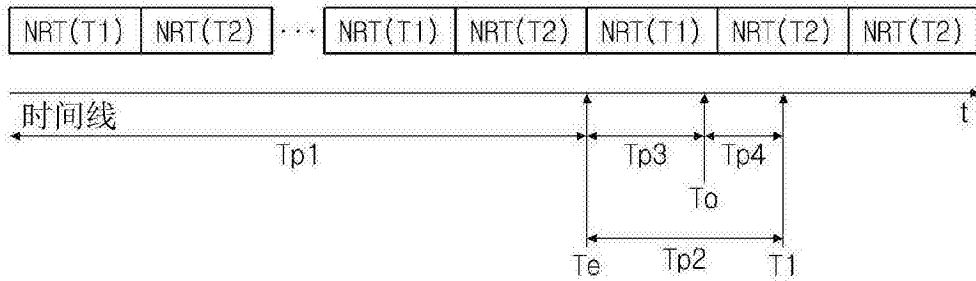 NRT(T1) NRT(T2) ··· NRT(T1) NRT(T2) NRT(T1) NRT(T2) NRT(T2)
时间线 t
Tp1 Tp3 Tp4
To
Te Tp2 T1